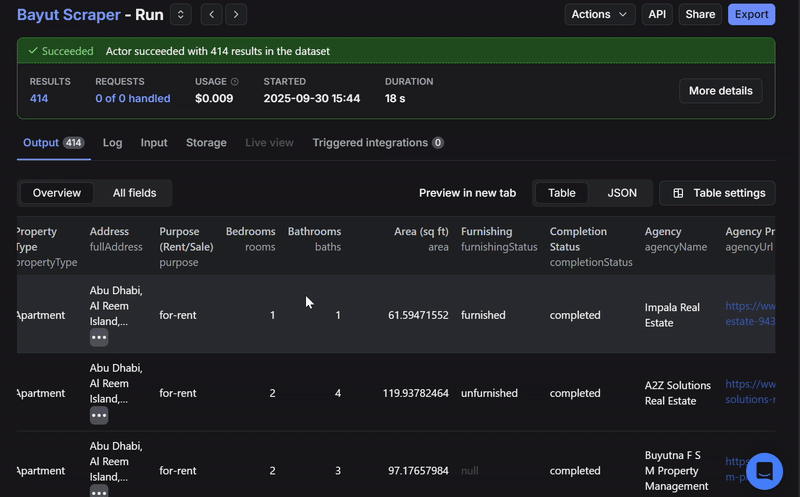 Bayut Scraper - Run
Actions API Share Export
Succeeded Actor succeeded with 414 results in the dataset
RESULTS REQUESTS USAGE STARTED DURATION
414 0 of 0 handled $0.009 2025-09-30 15:44 18 s
More details
Output 414 Log Input Storage Live view Triggered integrations 0
Overview All fields Preview in new tab Table JSON Table settings
Property Address Purpose Bedrooms Bathrooms Area (sq ft) Furnishing Completion Agency Agency Pr
Type fullAddress (Rent/Sale) rooms baths area furnishingStatus Status agencyName agencyUrl
propertyType purpose completionStatus
Abu Dhabi,
Al Reem
Island,...
Apartment for-rent 1 1 61.59471552 furnished completed Impala Real
Estate
https://ww
estate-943
•••
Abu Dhabi,
Al Reem
Island,...
Apartment for-rent 2 4 119.93782464 unfurnished completed A2Z Solutions
Real Estate
https://ww
solutions-r
•••
Abu Dhabi,
Al Reem
Island,...
Apartment for-rent 2 3 97.17657984 null completed Buyutna F S
M Property
Management
https:
m-p
•••